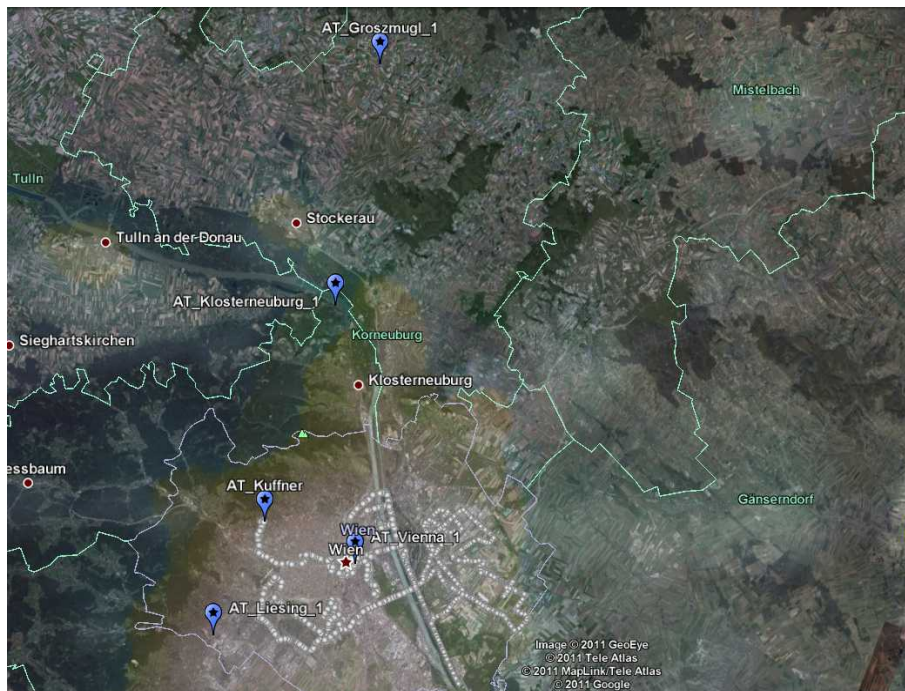 AT_Groszmugl_1
Mistelbach
Tulln
Stockerau
Tulln an der Donau
AT_Klosterneuburg_1
Korneuburg
Sieghartskirchen
Klosterneuburg
essbaum
AT_Kuffner
Gänserndorf
Wien
AT_Vienna_1
Wien
AT_Liesing_1
Image © 2011 GeoEye
© 2011 Tele Atlas
© 2011 MapLink/Tele Atlas
© 2011 Google